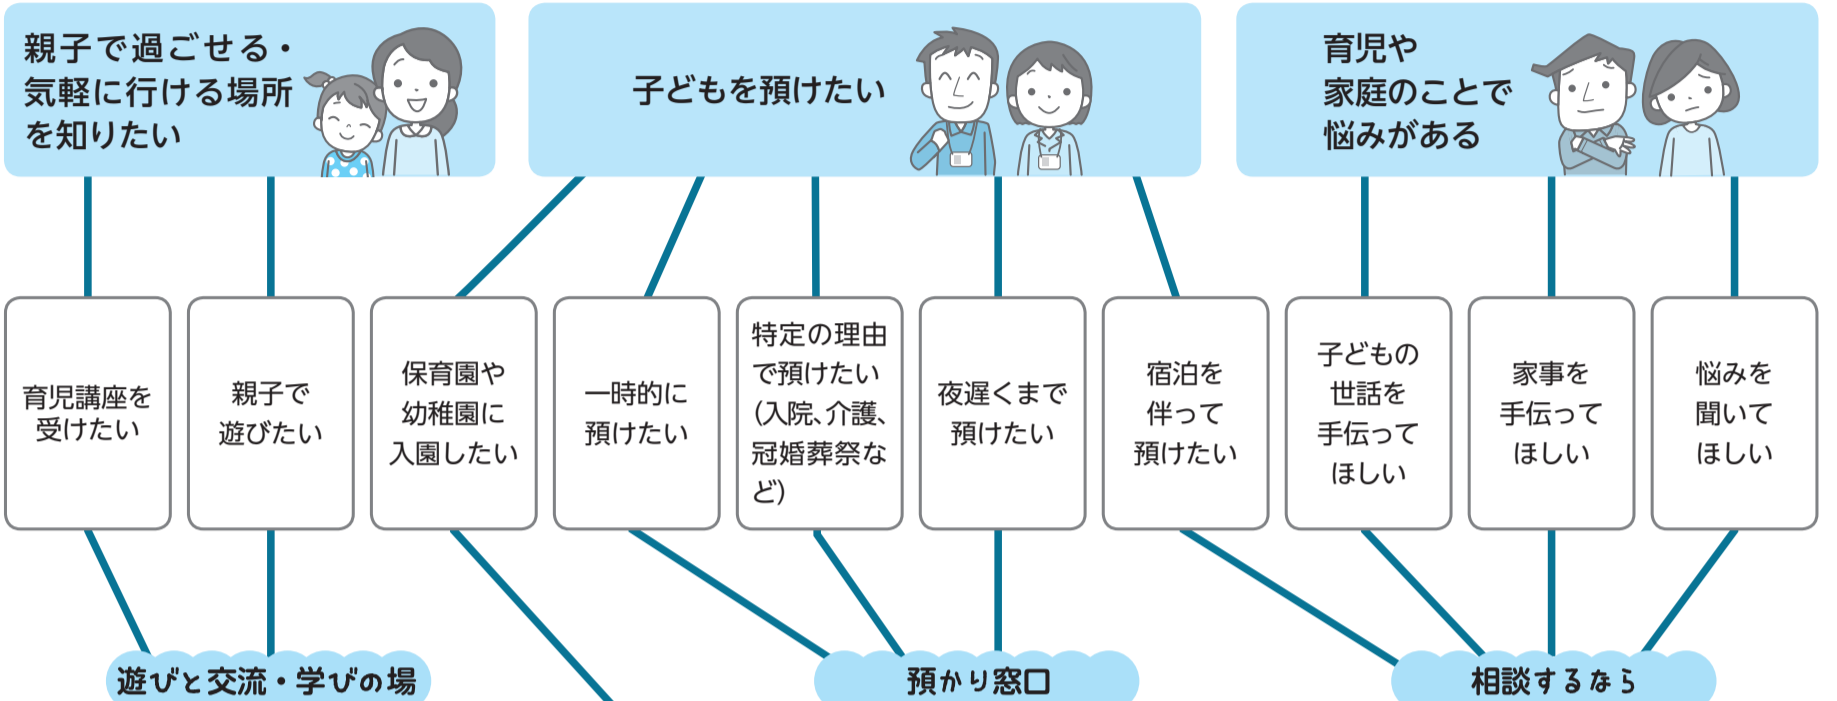 親子で過ごせる・
気軽に行ける場所
を知りたい
子どもを預けたい
育児や
家庭のことで
悩みがある
育児講座を
受けたい
親子で
遊びたい
保育園や
幼稚園に
入園したい
一時的に
預けたい
特定の理由
で預けたい
(入院、介護、
冠婚葬祭な
ど)
夜遅くまで
預けたい
宿泊を
伴って
預けたい
子どもの
世話を
手伝って
ほしい
家事を
手伝って
ほしい
悩みを
聞いて
ほしい
遊びと交流・学びの場
預かり窓口
相談するなら